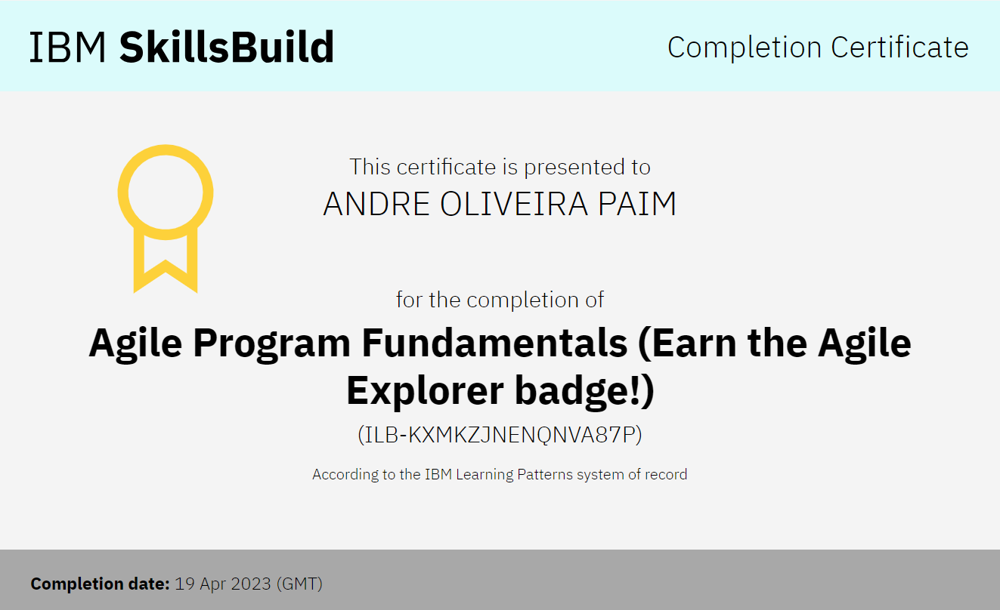 IBM SkillsBuild
Completion Certificate
This certificate is presented to
ANDRE OLIVEIRA PAIM
for the completion of
Agile Program Fundamentals (Earn the Agile
Explorer badge!)
(ILB-KXMKZJNENQNVA87P)
According to the IBM Learning Patterns system of record
Completion date: 19 Apr 2023 (GMT)